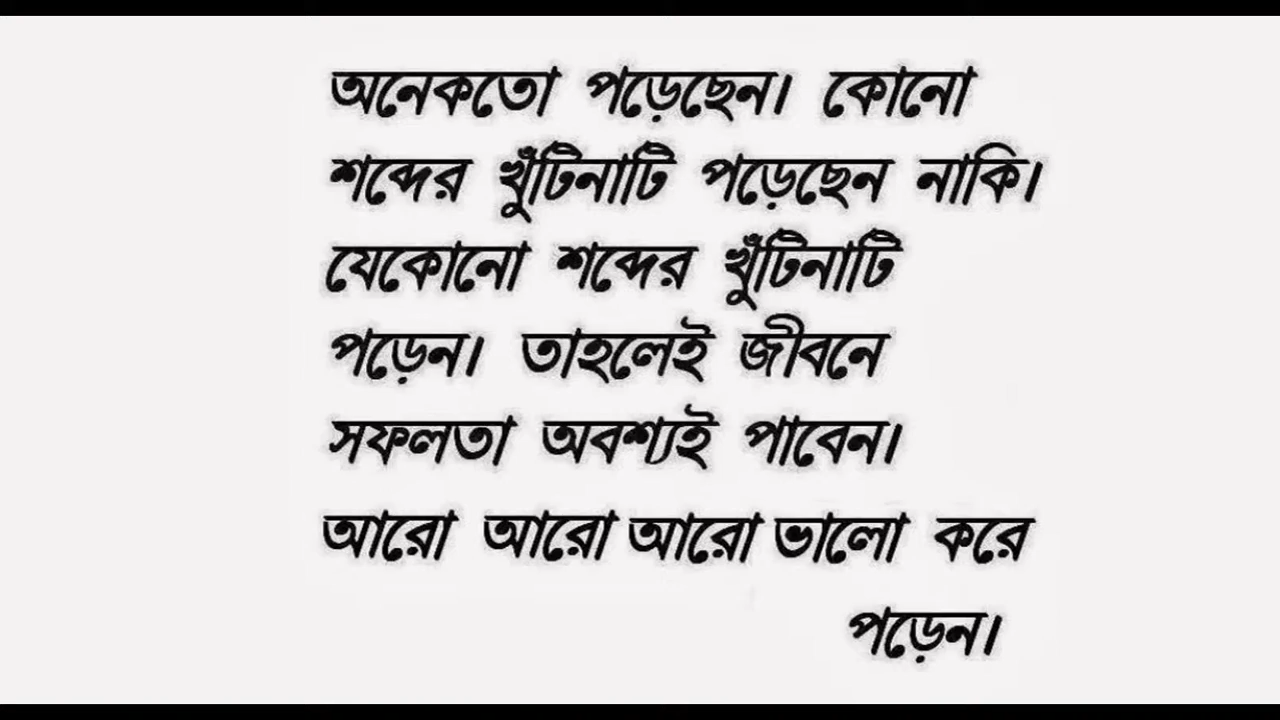 অনেকতো পড়েছেন। কোনো
শব্দের খুঁটিনাটি পড়েছেন নাকি।
যেকোনো শব্দের খুঁটিনাটি
পড়েন। তাহলেই জীবনে
সফলতা অবশ্যই পাবেন।
আরো আরো আরো ভালো করে
পড়েন।